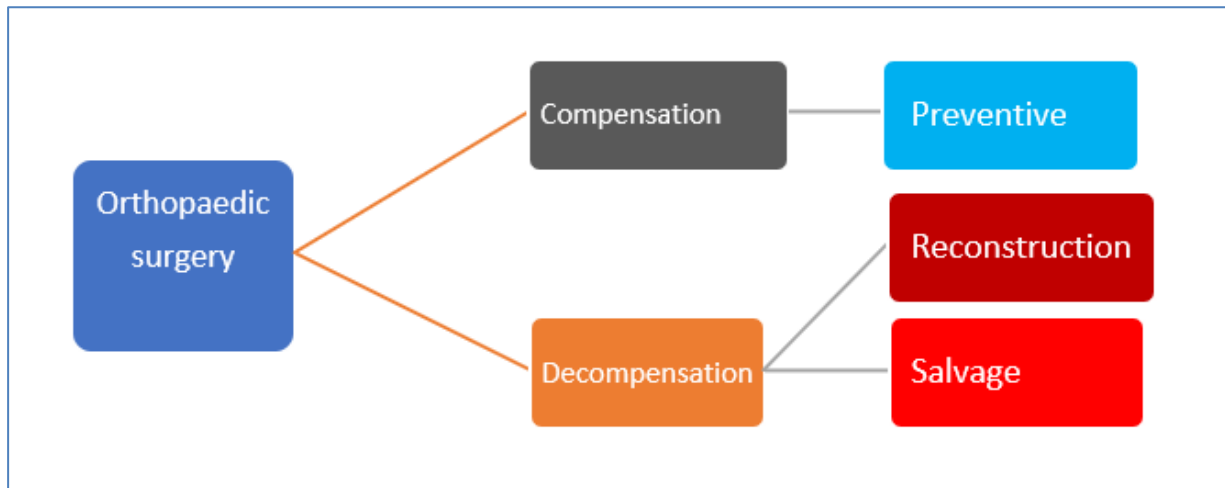 Orthopaedic
surgery
Compensation
Preventive
Decompensation
Reconstruction
Salvage